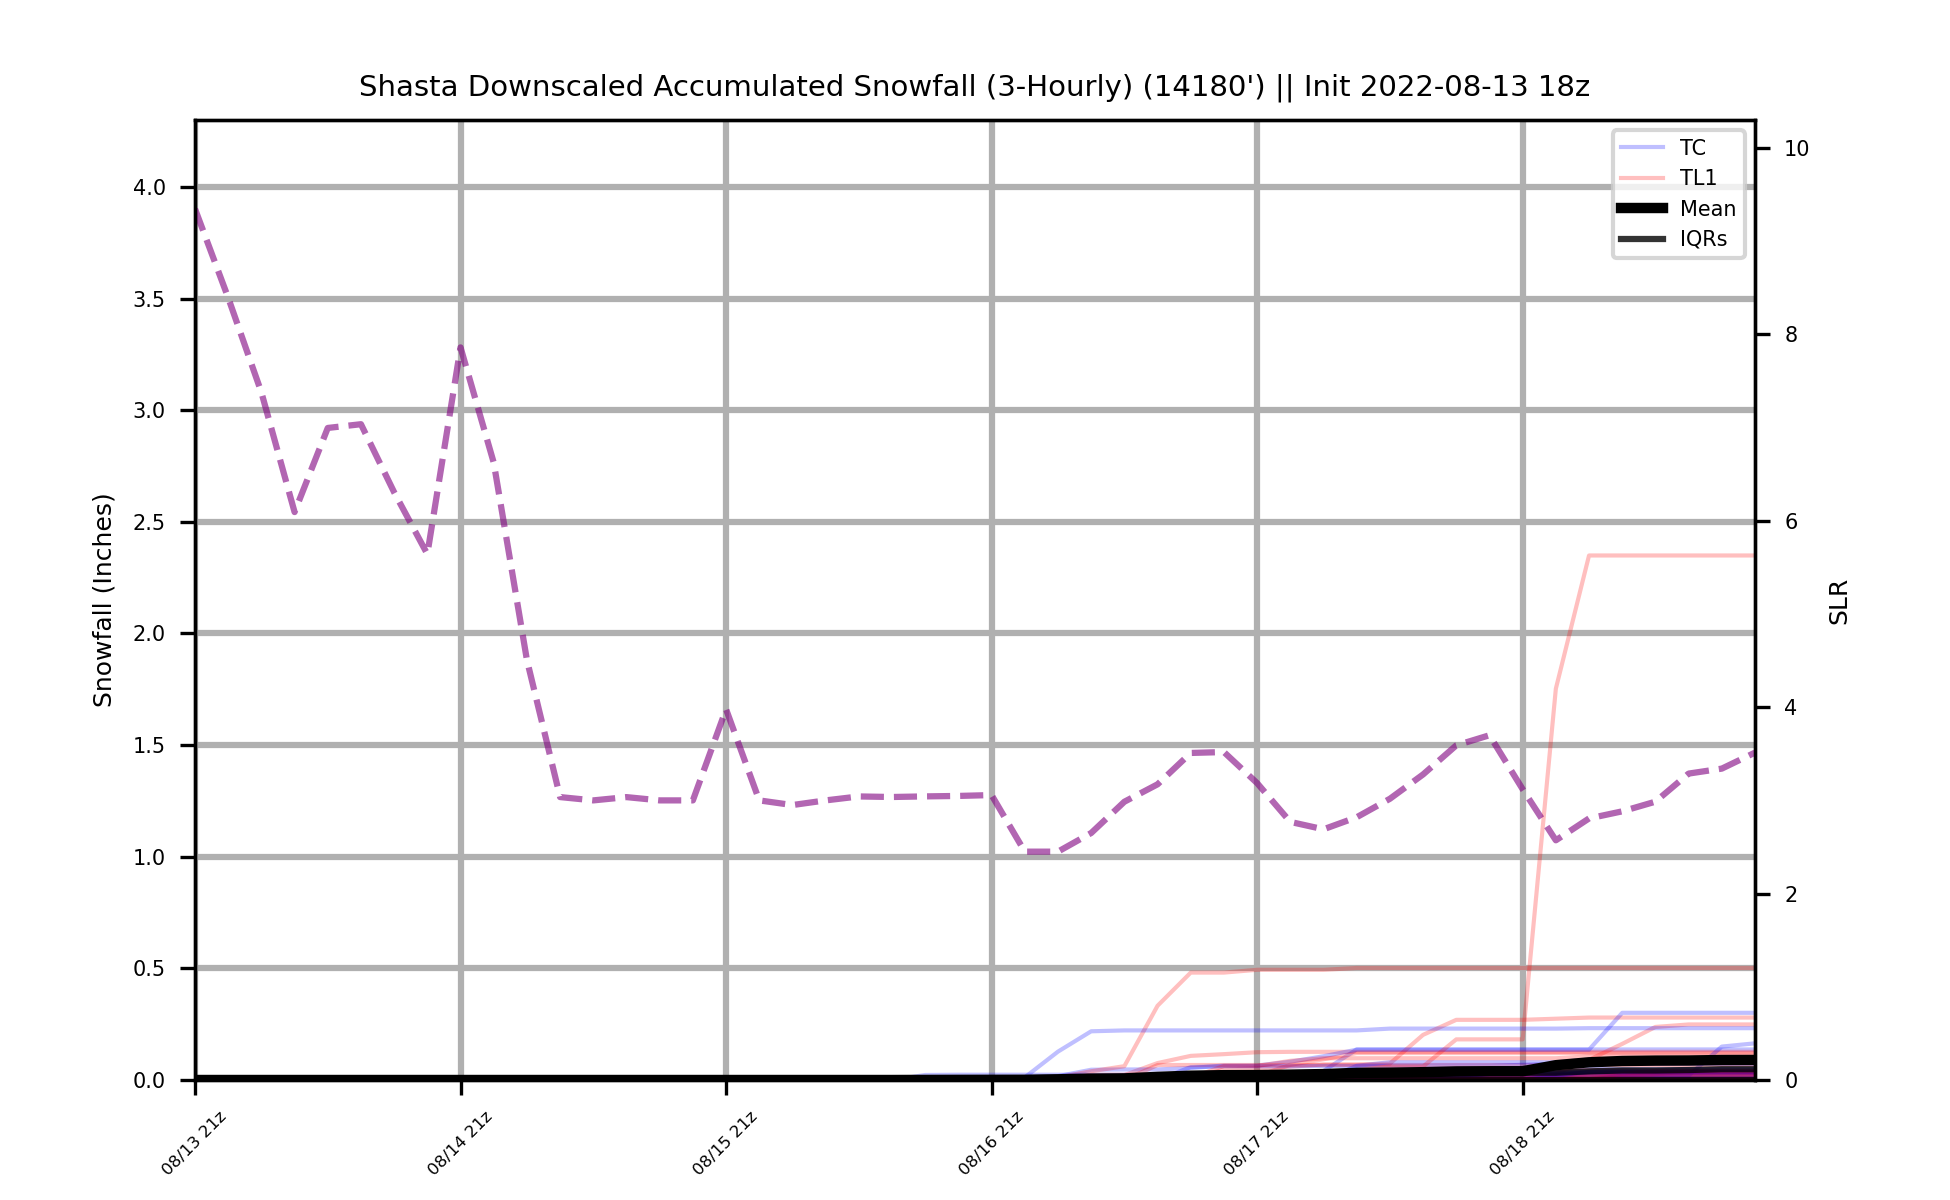 Shasta Downscaled Accumulated Snowfall (3-Hourly) (14180') || Init 2022-08-13 18z
TC
TL1
Mean
IQRs
Snowfall (Inches)
4.0
3.5
3.0
2.5
2.0
1.5
1.0
0.5
0.0
10
8
6
4
2
0
SLR
08/13 21z
08/14 21z
08/15 21z
08/16 21z
08/17 21z
08/18 21z